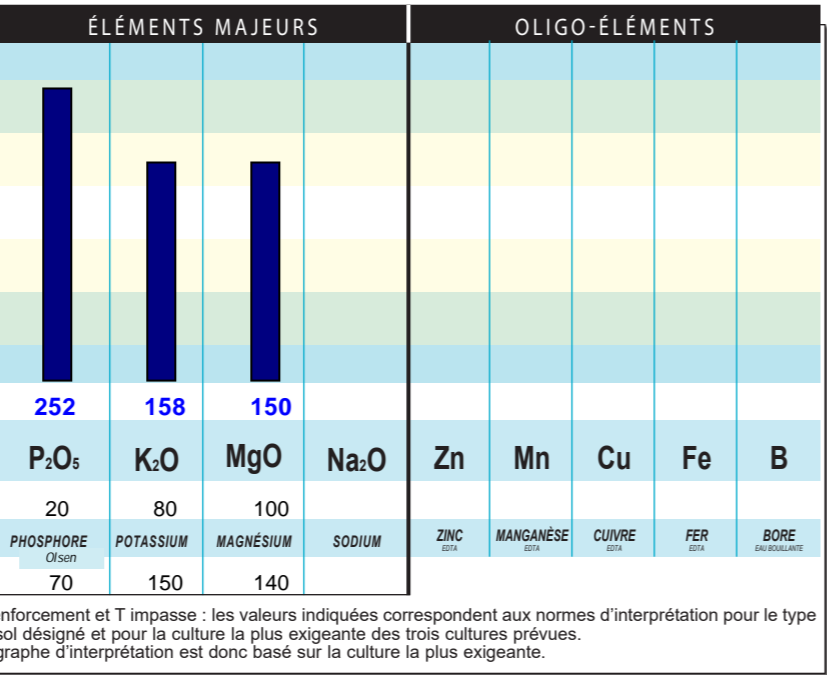 ÉLÉMENTS MAJEURS OLIGO-ÉLÉMENTS
252 158 150
P₂O₅ K₂O MgO Na₂O Zn Mn Cu Fe B
20 80 100
PHOSPHORE POTASSIUM MAGNÉSIUM SODIUM ZINC MANGANÈSE CUIVRE FER BORE
Olsen EDTA EDTA EDTA EDTA EAU BOUILLANTE
70 150 140
enforcement et T impasse : les valeurs indiquées correspondent aux normes d'interprétation pour le type
sol désigné et pour la culture la plus exigeante des trois cultures prévues.
graphe d'interprétation est donc basé sur la culture la plus exigeante.